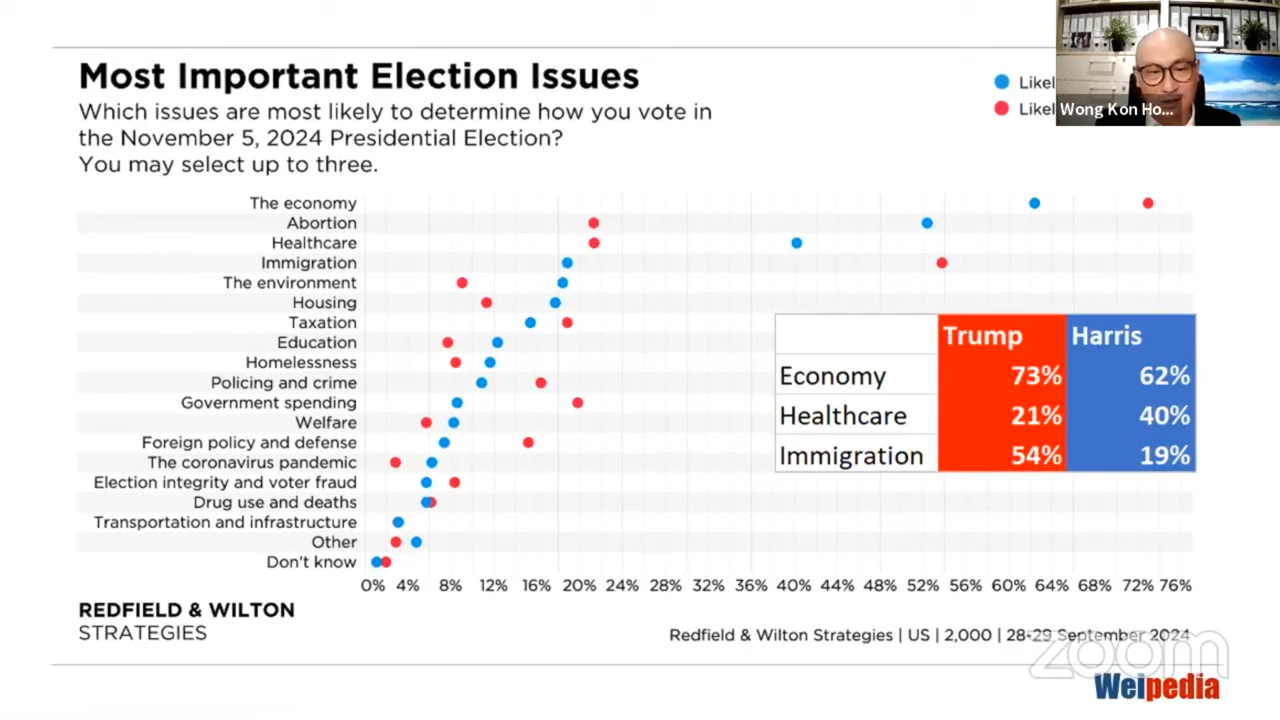 Most Important Election Issues
Which issues are most likely to determine how you vote in
the November 5, 2024 Presidential Election?
You may select up to three.
Wong Kon Ho...
The economy
Abortion
Healthcare
Immigration
The environment
Housing
Taxation
Education
Homelessness
Policing and crime
Government spending
Welfare
Foreign policy and defense
The coronavirus pandemic
Election integrity and voter fraud
Drug use and deaths
Transportation and infrastructure
Other
Don't know
0% 4% 8% 12% 16% 20% 24% 28% 32% 36% 40% 44% 48% 52% 56% 60% 64% 68% 72% 76%
Trump Harris
Economy 73% 62%
Healthcare 21% 40%
Immigration 54% 19%
REDFIELD & WILTON
STRATEGIES
Redfield & Wilton Strategies | US | 2,000 | 28-29 September 2024
zoom
Weipedia